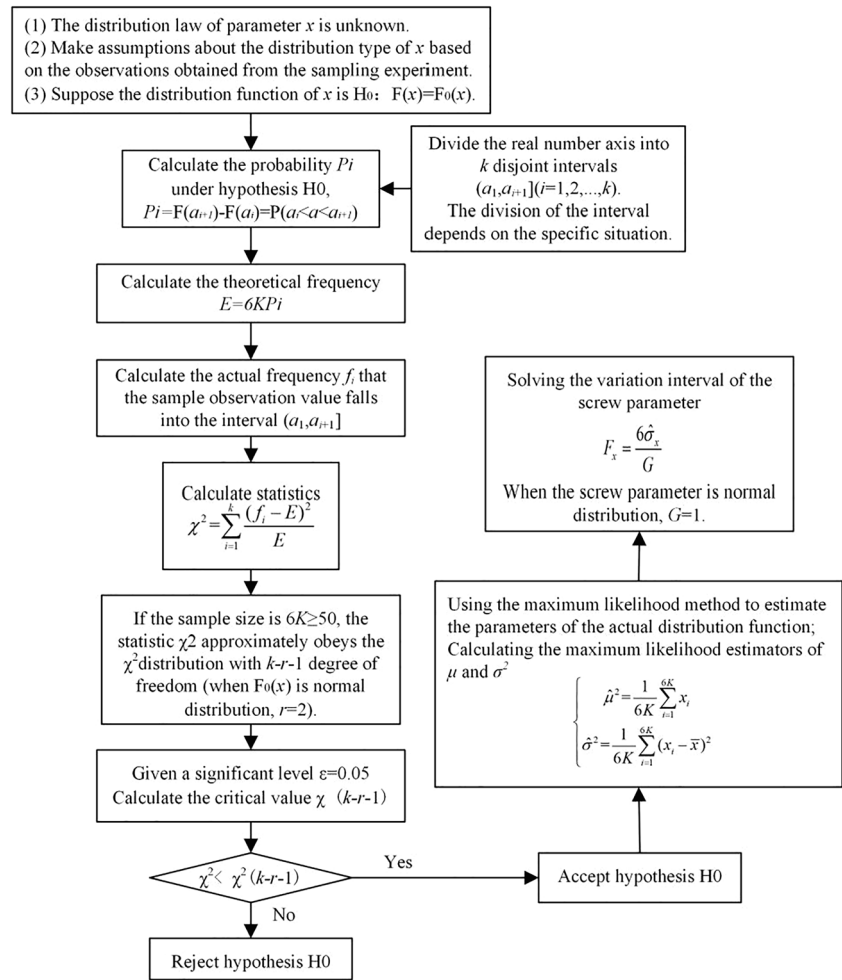 (1) The distribution law of parameter x is unknown.
(2) Make assumptions about the distribution type of x based
on the observations obtained from the sampling experiment.
(3) Suppose the distribution function of x is H₀: F(x)=F₀(x).
Calculate the probability Pi
under hypothesis H0,
Pi=F(aᵢ₊₁)-F(aᵢ)=P(aᵢ<a<aᵢ₊₁)
Divide the real number axis into
k disjoint intervals
(a₁,aᵢ₊₁](i=1,2,...,k).
The division of the interval
depends on the specific situation.
Calculate the theoretical frequency
E=6KPi
Calculate the actual frequency fᵢ that
the sample observation value falls
into the interval (a₁,aᵢ₊₁]
Calculate statistics
χ²=∑ᵢ₌₁ᵏ (fᵢ−E)²/E
If the sample size is 6K≥50, the
statistic χ2 approximately obeys the
χ²distribution with k-r-1 degree of
freedom (when F₀(x) is normal
distribution, r=2).
Given a significant level ε=0.05
Calculate the critical value χ (k-r-1)
χ²< χ²(k-r-1)
Yes
No
Reject hypothesis H0
Accept hypothesis H0
Using the maximum likelihood method to estimate
the parameters of the actual distribution function;
Calculating the maximum likelihood estimators of
μ and σ²
μ̂²=1/6K ∑ᵢ₌₁⁶ᴷ xᵢ
σ̂²=1/6K ∑ᵢ₌₁⁶ᴷ (xᵢ−x̄)²
Solving the variation interval of the
screw parameter
Fₓ=6σ̂ₓ/G
When the screw parameter is normal
distribution, G=1.